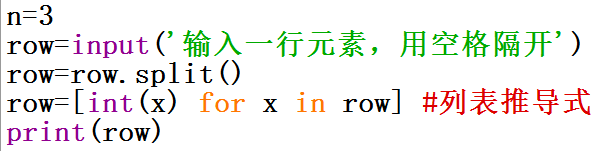 n=3
row=input('输入一行元素，用空格隔开')
row=row.split()
row=[int(x) for x in row] #列表推导式
print(row)